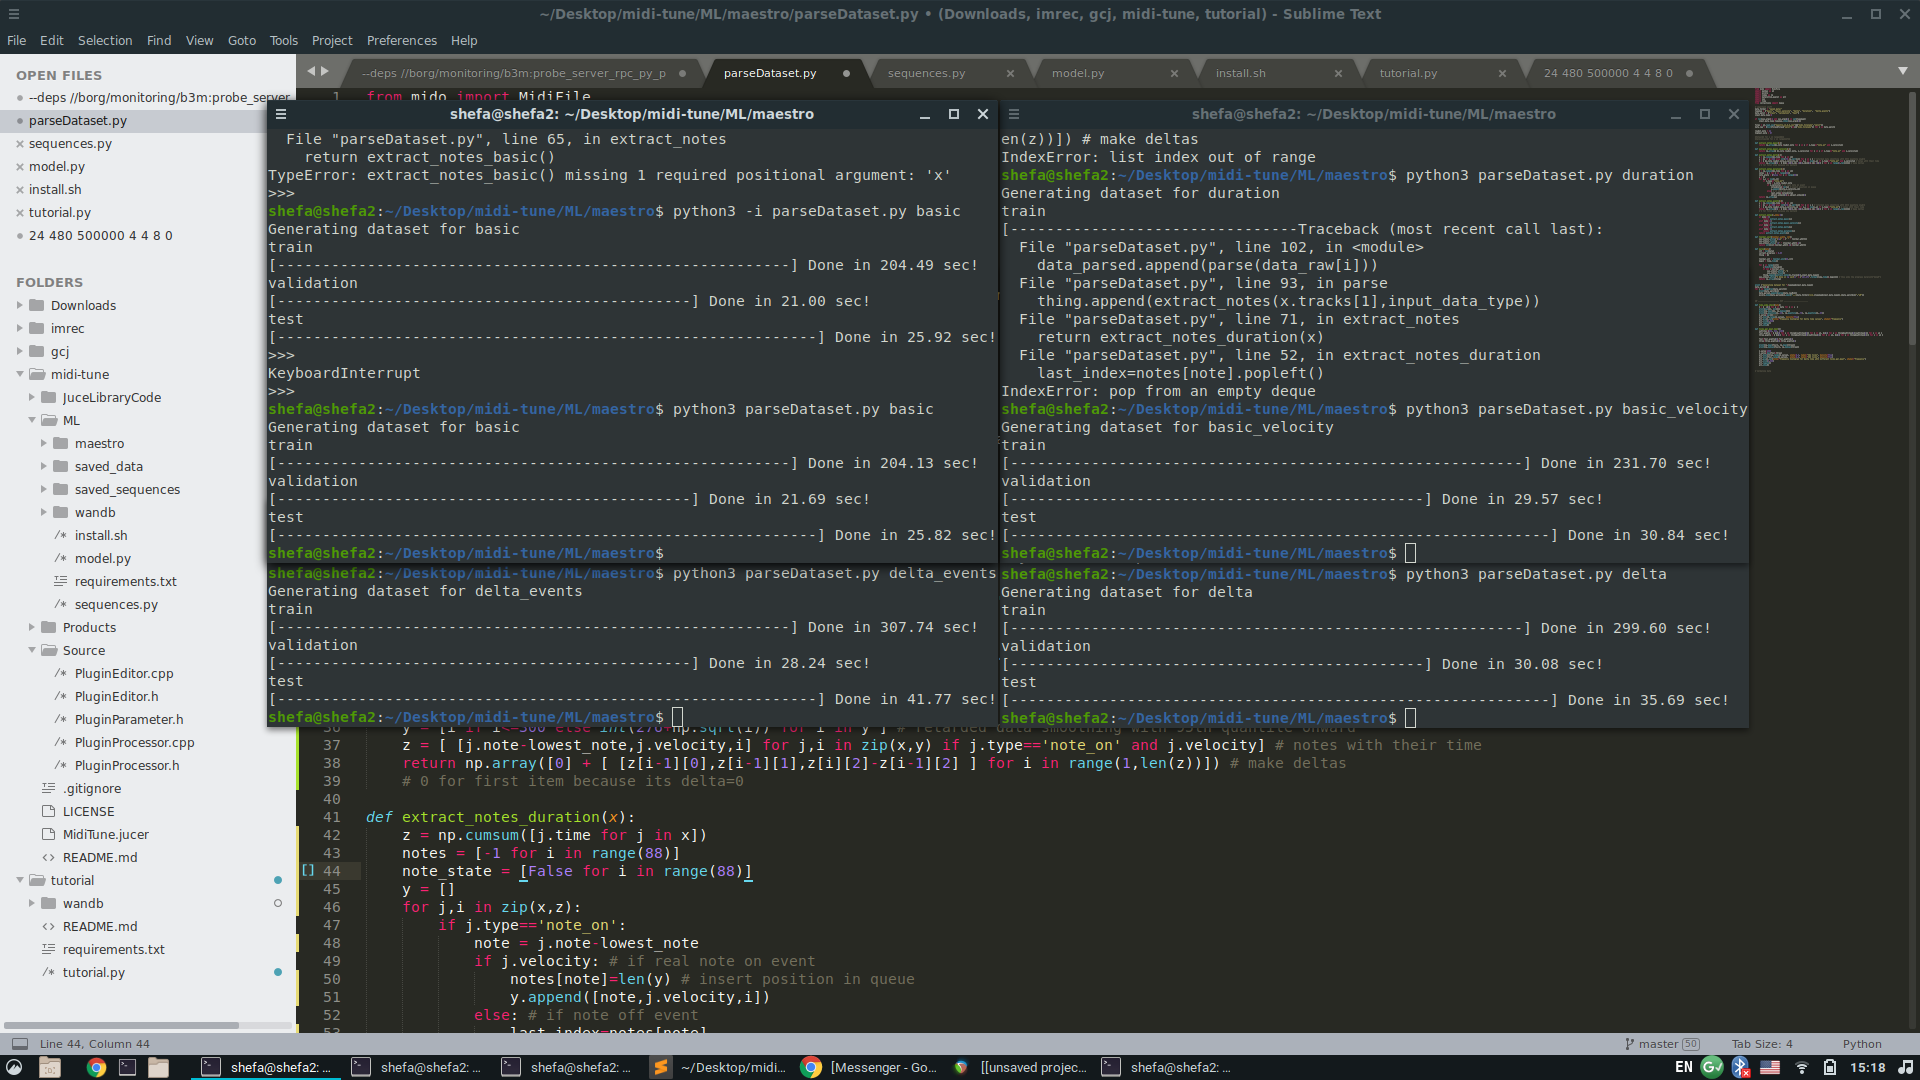 ~/Desktop/midi-tune/ML/maestro/parseDataset.py • (Downloads, imrec, gcj, midi-tune, tutorial) - Sublime Text
File Edit Selection Find View Goto Tools Project Preferences Help
OPEN FILES
--deps //borg/monitoring/b3m:probe_server
parseDataset.py
sequences.py
model.py
install.sh
tutorial.py
24 480 500000 4 4 8 0
FOLDERS
Downloads
imrec
gcj
midi-tune
JuceLibraryCode
ML
maestro
saved_data
saved_sequences
wandb
install.sh
model.py
requirements.txt
sequences.py
Products
Source
PluginEditor.cpp
PluginEditor.h
PluginParameter.h
PluginProcessor.cpp
PluginProcessor.h
.gitignore
LICENSE
MidiTune.jucer
README.md
tutorial
wandb
README.md
requirements.txt
tutorial.py
--deps //borg/monitoring/b3m:probe_server_rpc_py_p
parseDataset.py
sequences.py
model.py
install.sh
tutorial.py
24 480 500000 4 4 8 0
1 from mido import MidiFile
shefa@shefa2: ~/Desktop/midi-tune/ML/maestro
File "parseDataset.py", line 65, in extract_notes
return extract_notes_basic()
TypeError: extract_notes_basic() missing 1 required positional argument: 'x'
>>>
shefa@shefa2:~/Desktop/midi-tune/ML/maestro$ python3 -i parseDataset.py basic
Generating dataset for basic
train
[---------------------------------------------------------] Done in 204.49 sec!
validation
[----------------------------------------------] Done in 21.00 sec!
test
[------------------------------------------------------------] Done in 25.92 sec!
>>>
KeyboardInterrupt
>>>
shefa@shefa2:~/Desktop/midi-tune/ML/maestro$ python3 parseDataset.py basic
Generating dataset for basic
train
[---------------------------------------------------------] Done in 204.13 sec!
validation
[----------------------------------------------] Done in 21.69 sec!
test
[------------------------------------------------------------] Done in 25.82 sec!
shefa@shefa2:~/Desktop/midi-tune/ML/maestro$
shefa@shefa2:~/Desktop/midi-tune/ML/maestro$ python3 parseDataset.py delta_events
Generating dataset for delta_events
train
[---------------------------------------------------------] Done in 307.74 sec!
validation
[----------------------------------------------] Done in 28.24 sec!
test
[------------------------------------------------------------] Done in 41.77 sec!
shefa@shefa2:~/Desktop/midi-tune/ML/maestro$
shefa@shefa2: ~/Desktop/midi-tune/ML/maestro
en(z))]) # make deltas
IndexError: list index out of range
shefa@shefa2:~/Desktop/midi-tune/ML/maestro$ python3 parseDataset.py duration
Generating dataset for duration
train
[--------------------------------Traceback (most recent call last):
File "parseDataset.py", line 102, in <module>
data_parsed.append(parse(data_raw[i]))
File "parseDataset.py", line 93, in parse
thing.append(extract_notes(x.tracks[1],input_data_type))
File "parseDataset.py", line 71, in extract_notes
return extract_notes_duration(x)
File "parseDataset.py", line 52, in extract_notes_duration
last_index=notes[note].popleft()
IndexError: pop from an empty deque
shefa@shefa2:~/Desktop/midi-tune/ML/maestro$ python3 parseDataset.py basic_velocity
Generating dataset for basic_velocity
train
[---------------------------------------------------------] Done in 231.70 sec!
validation
[----------------------------------------------] Done in 29.57 sec!
test
[------------------------------------------------------------] Done in 30.84 sec!
shefa@shefa2:~/Desktop/midi-tune/ML/maestro$
shefa@shefa2:~/Desktop/midi-tune/ML/maestro$ python3 parseDataset.py delta
Generating dataset for delta
train
[---------------------------------------------------------] Done in 299.60 sec!
validation
[----------------------------------------------] Done in 30.08 sec!
test
[------------------------------------------------------------] Done in 35.69 sec!
shefa@shefa2:~/Desktop/midi-tune/ML/maestro$
36 y = [i if i<=300 else int(270+np.sqrt(i)) for i in y ] # retarded data smoothing with 95th quantile onward
37 z = [ [j.note-lowest_note,j.velocity,i] for j,i in zip(x,y) if j.type=='note_on' and j.velocity] # notes with their time
38 return np.array([0] + [ [z[i-1][0],z[i-1][1],z[i][2]-z[i-1][2] ] for i in range(1,len(z))]) # make deltas
39 # 0 for first item because its delta=0
40
41 def extract_notes_duration(x):
42 z = np.cumsum([j.time for j in x])
43 notes = [-1 for i in range(88)]
44 note_state = [False for i in range(88)]
45 y = []
46 for j,i in zip(x,z):
47 if j.type=='note_on':
48 note = j.note-lowest_note
49 if j.velocity: # if real note on event
50 notes[note]=len(y) # insert position in queue
51 y.append([note,j.velocity,i])
52 else: # if note off event
53 last_index=notes[note]
Line 44, Column 44
master 50
Tab Size: 4
Python
shefa@shefa2: ...
shefa@shefa2: ~/...
shefa@shefa2: ~/...
~/Desktop/midi...
[Messenger - Go...
[[unsaved projec...
shefa@shefa2: ~/...
EN
15:18